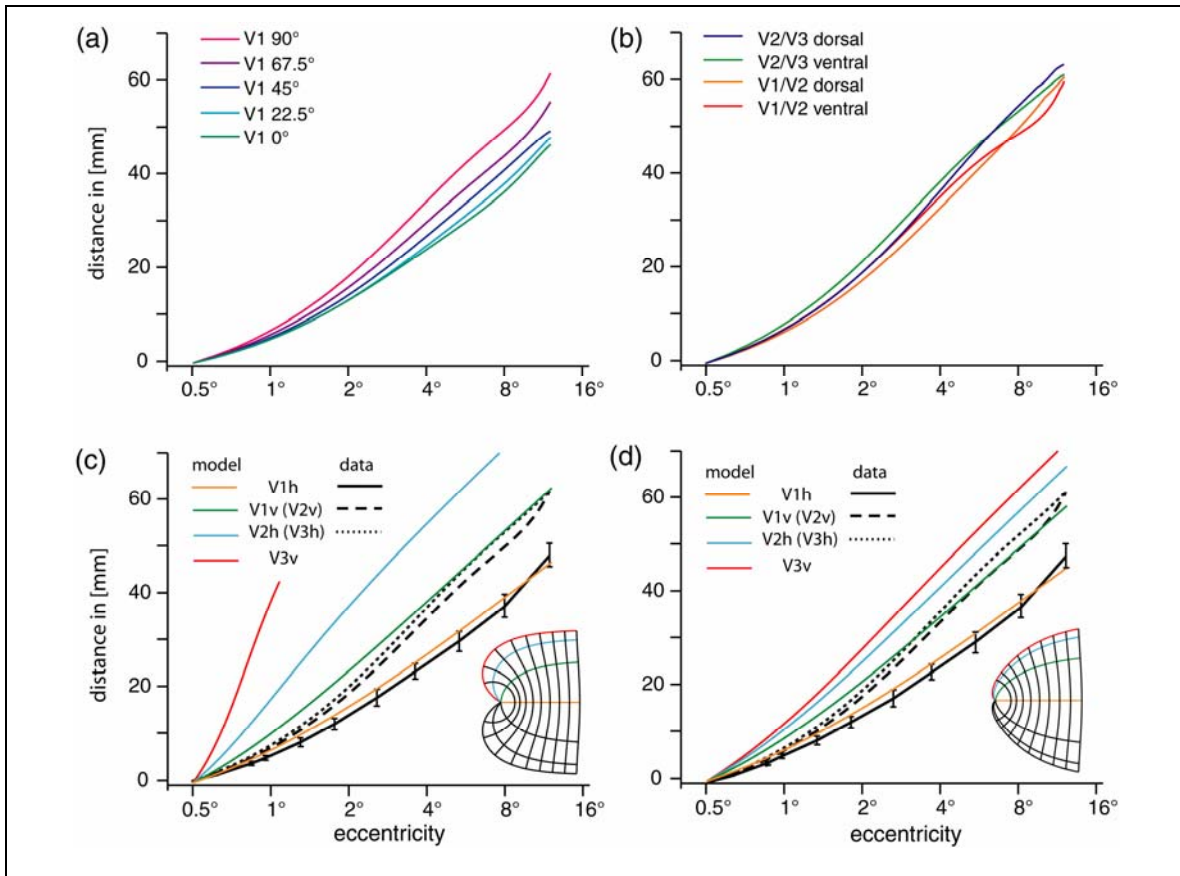 (a)
V1 90°
V1 67.5°
V1 45°
V1 22.5°
V1 0°
distance in [mm]
60
40
20
0
0.5°
1°
2°
4°
8°
16°
(b)
V2/V3 dorsal
V2/V3 ventral
V1/V2 dorsal
V1/V2 ventral
60
40
20
0
0.5°
1°
2°
4°
8°
16°
(c)
model data
V1h
V1v (V2v)
V2h (V3h)
V3v
distance in [mm]
60
40
20
0
0.5°
1°
2°
4°
8°
16°
eccentricity
(d)
model data
V1h
V1v (V2v)
V2h (V3h)
V3v
60
40
20
0
0.5°
1°
2°
4°
8°
16°
eccentricity